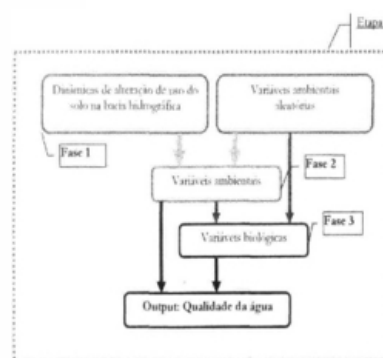 Etapa
Dinâmicas de alteração de uso do
solo na bacia hidrográfica
Variáveis ambientais
aleatórias
Fase 1
Fase 2
Variáveis ambientais
Fase 3
Variáveis biológicas
Output: Qualidade da água